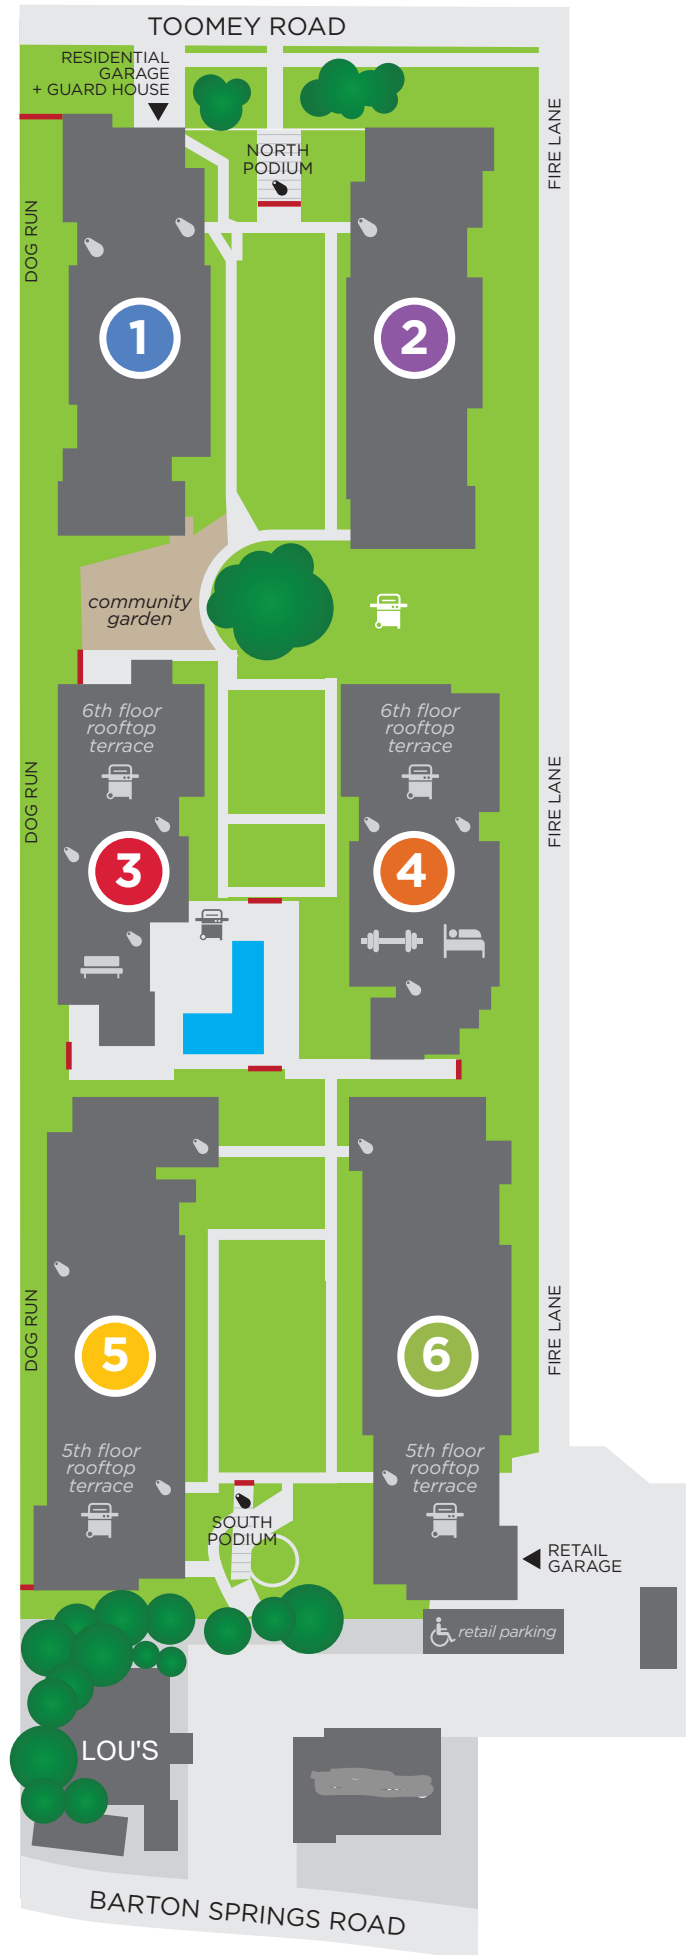 TOOMEY ROAD
RESIDENTIAL
GARAGE
+ GUARD HOUSE
NORTH
PODIUM
FIRE LANE
DOG RUN
1
2
community
garden
6th floor
rooftop
terrace
6th floor
rooftop
terrace
DOG RUN
FIRE LANE
3
4
DOG RUN
FIRE LANE
5
6
5th floor
rooftop
terrace
5th floor
rooftop
terrace
SOUTH
PODIUM
RETAIL
GARAGE
retail parking
LOU'S
BARTON SPRINGS ROAD